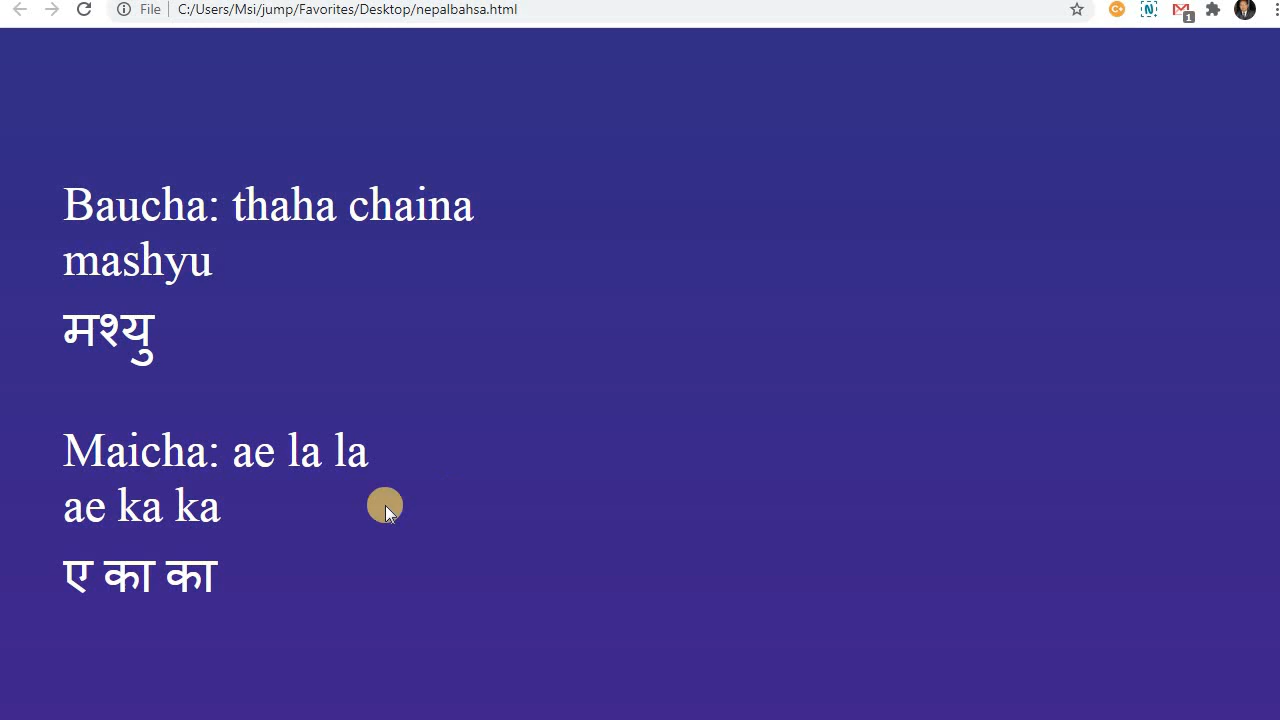 File C:/Users/Msi/jump/Favorites/Desktop/nepalbahsa.html
1
Baucha: thaha chaina
mashyu
मश्यु
Maicha: ae la la
ae ka ka
ए का का